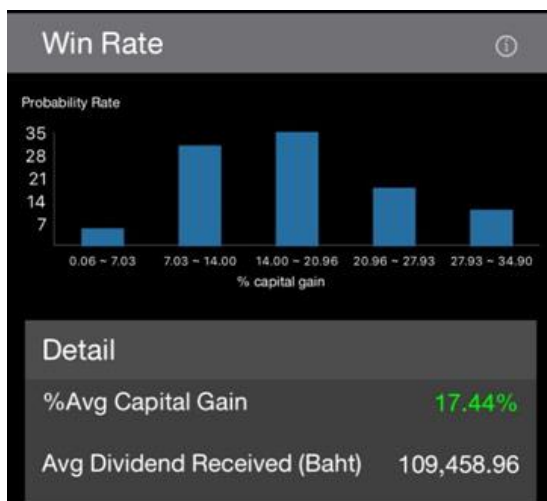 Win Rate
Probability Rate
35
28
21
14
7
0.06 ~ 7.03 7.03 ~ 14.00 14.00 ~ 20.96 20.96 ~ 27.93 27.93 ~ 34.90
% capital gain
Detail
%Avg Capital Gain 17.44%
Avg Dividend Received (Baht) 109,458.96